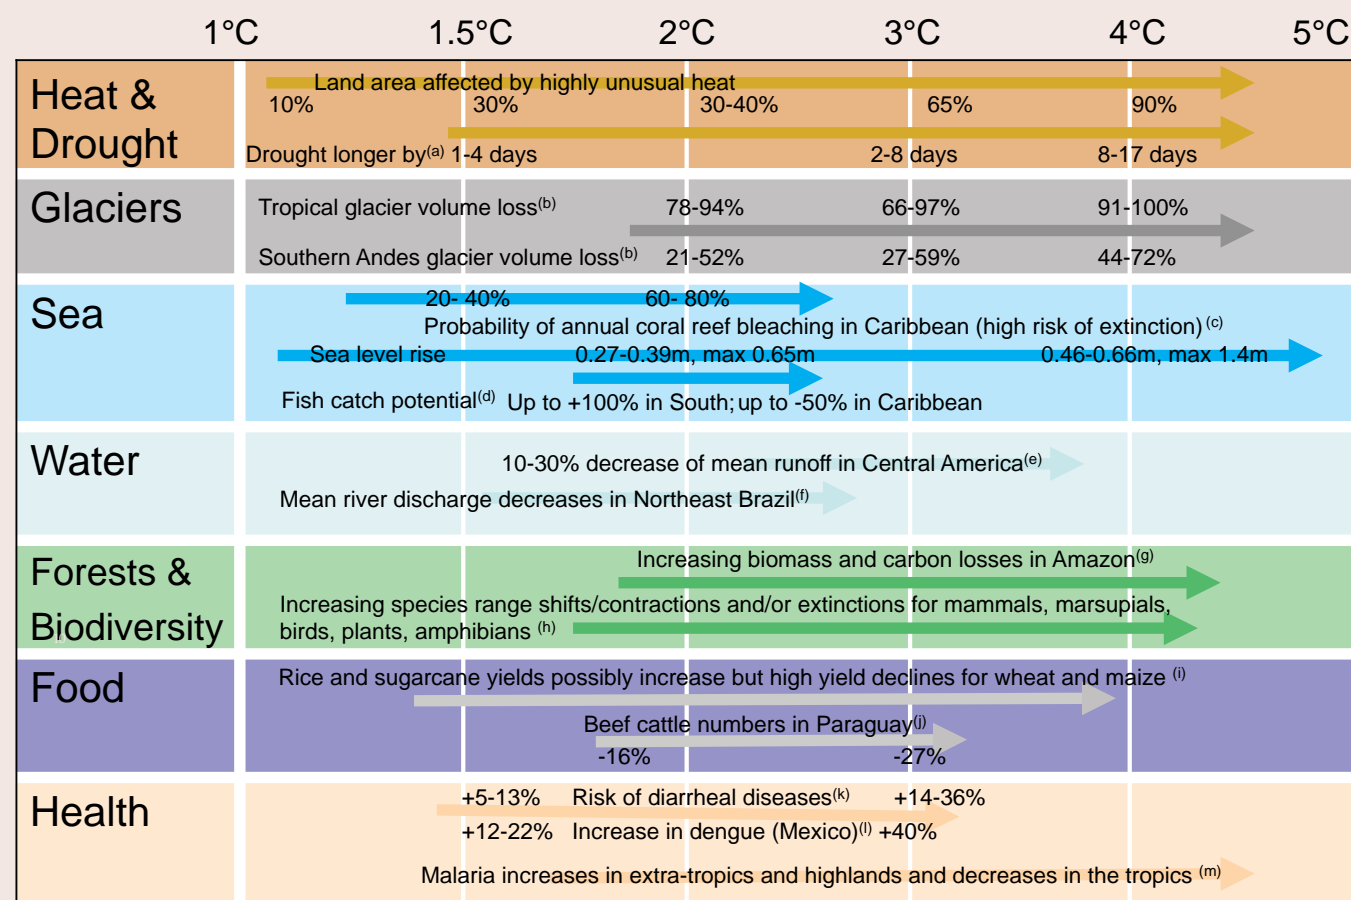 1°C 1.5°C 2°C 3°C 4°C 5°C
Heat &
Drought
Land area affected by highly unusual heat
10% 30% 30-40% 65% 90%
Drought longer by(a) 1-4 days 2-8 days 8-17 days
Glaciers
Tropical glacier volume loss(b) 78-94% 66-97% 91-100%
Southern Andes glacier volume loss(b) 21-52% 27-59% 44-72%
Sea
20- 40% 60- 80%
Probability of annual coral reef bleaching in Caribbean (high risk of extinction) (c)
Sea level rise 0.27-0.39m, max 0.65m 0.46-0.66m, max 1.4m
Fish catch potential(d) Up to +100% in South; up to -50% in Caribbean
Water
10-30% decrease of mean runoff in Central America(e)
Mean river discharge decreases in Northeast Brazil(f)
Forests &
Biodiversity
Increasing biomass and carbon losses in Amazon(g)
Increasing species range shifts/contractions and/or extinctions for mammals, marsupials,
birds, plants, amphibians (h)
Food
Rice and sugarcane yields possibly increase but high yield declines for wheat and maize (i)
Beef cattle numbers in Paraguay(j)
-16% -27%
Health
+5-13% Risk of diarrheal diseases(k) +14-36%
+12-22% Increase in dengue (Mexico)(l) +40%
Malaria increases in extra-tropics and highlands and decreases in the tropics (m)